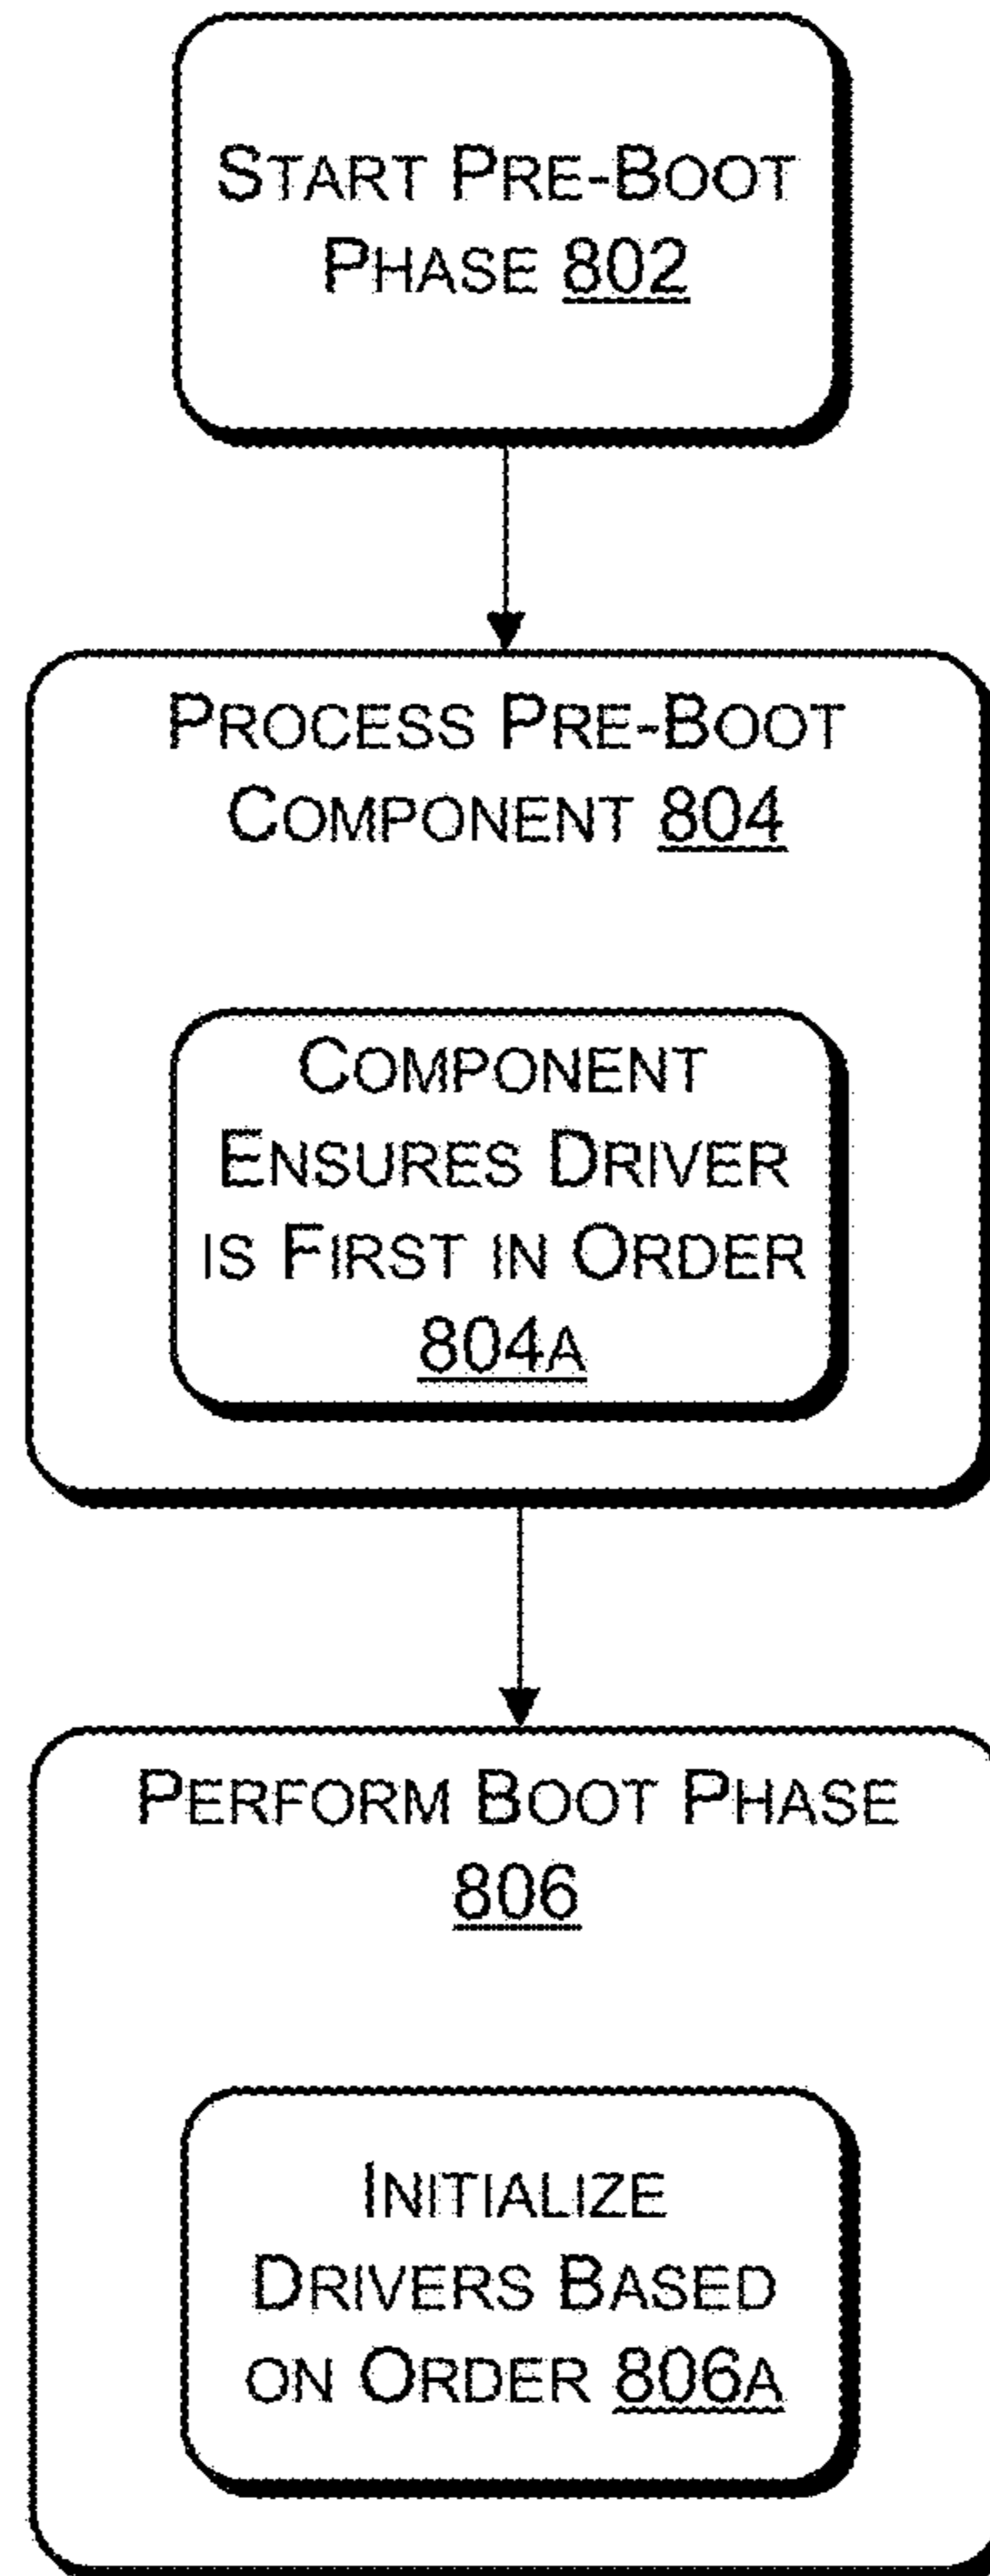 START PRE-BOOT
PHASE 802
PROCESS PRE-BOOT
COMPONENT 804
COMPONENT
ENSURES DRIVER
IS FIRST IN ORDER
804A
PERFORM BOOT PHASE
806
INITIALIZE
DRIVERS BASED
ON ORDER 806A